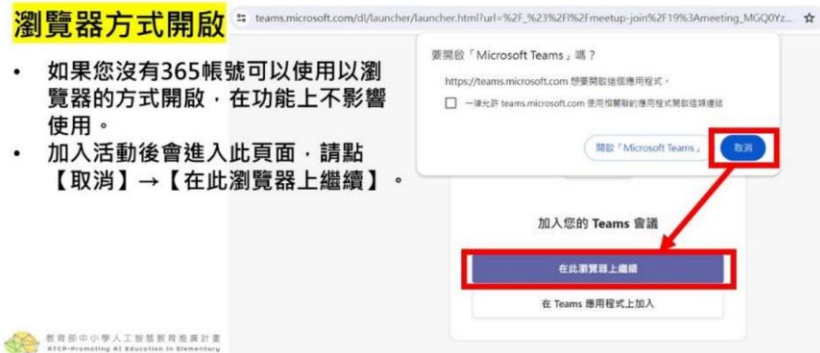 瀏覽器方式開啟
• 如果您沒有365帳號可以使用以瀏
覽器的方式開啟，在功能上不影響
使用。
• 加入活動後會進入此頁面，請點
【取消】→【在此瀏覽器上繼續】。
teams.microsoft.com/dl/launcher/launcher.html?url=%2F_%23%2Fl%2Fmeetup-join%2F19%3Ameeting_MGQ0Yz...
要開啟「Microsoft Teams」嗎？
https://teams.microsoft.com 想要開啟這個應用程式。
一律允許 teams.microsoft.com 使用相關聯的應用程式開啟這類連結
開啟「Microsoft Teams」
取消
加入您的 Teams 會議
在此瀏覽器上繼續
在 Teams 應用程式上加入
教育部中小學人工智慧教育推廣計畫
ATCP-Promoting AI Education in Elementary